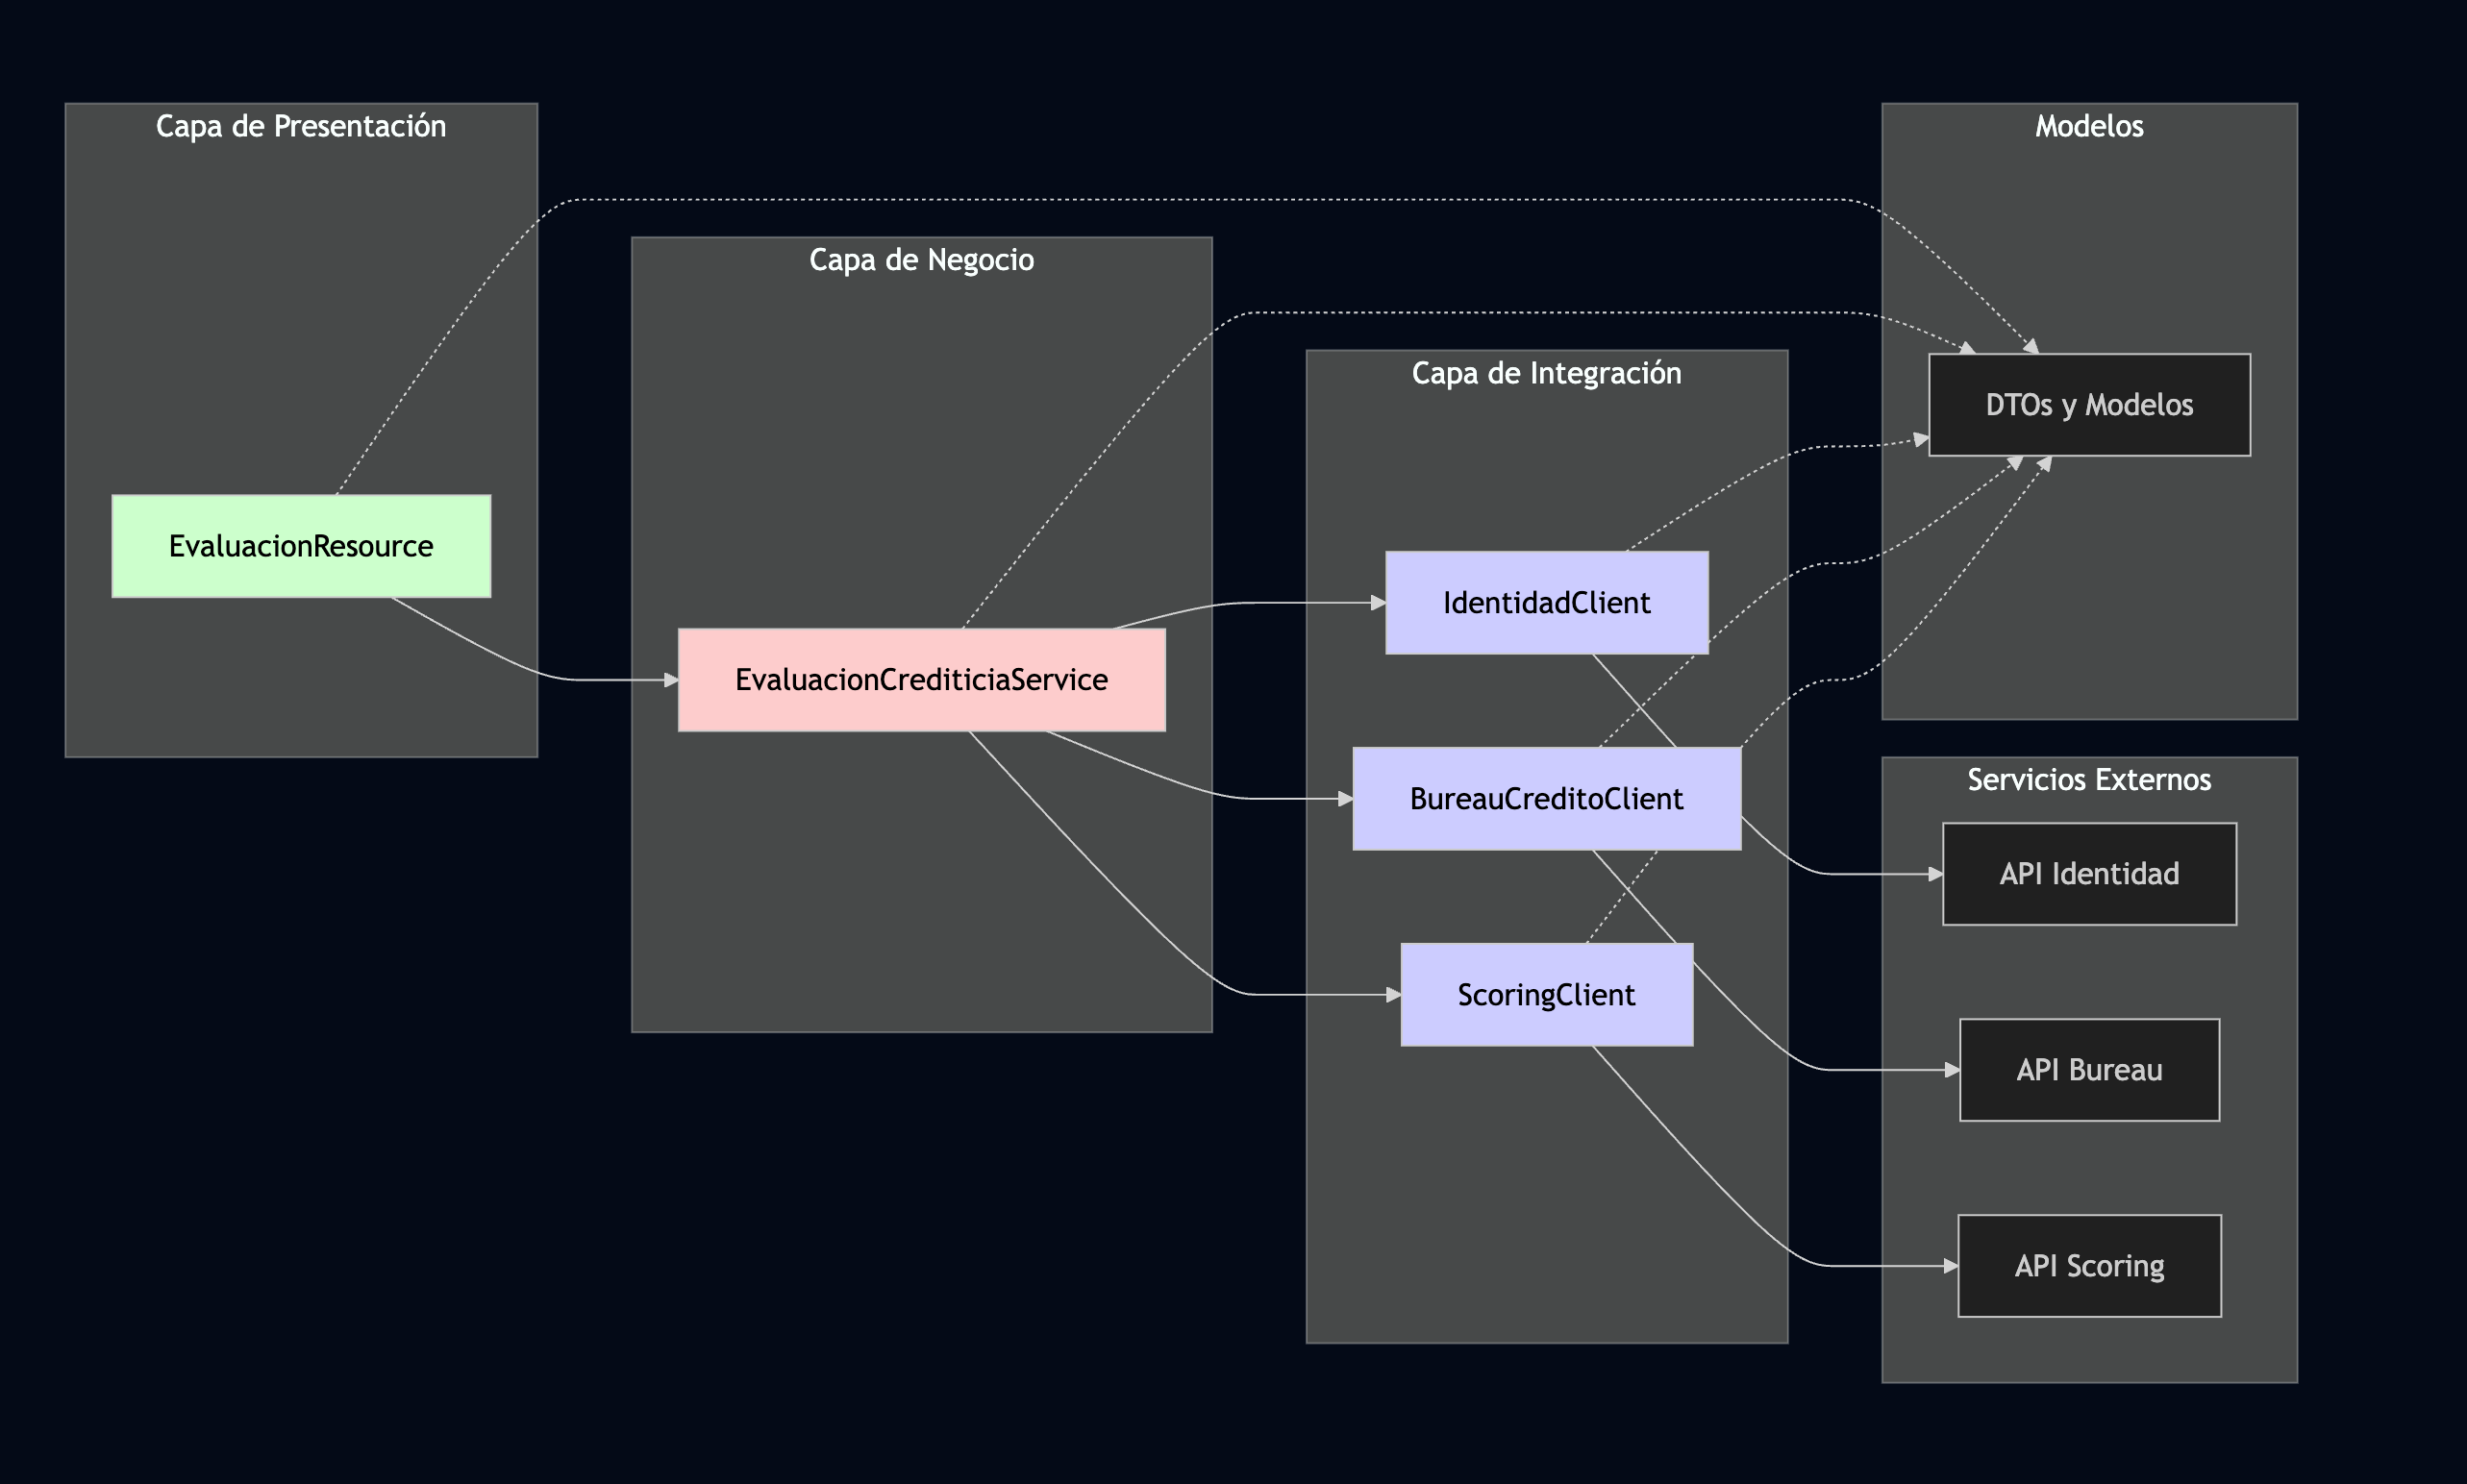 Capa de Presentación
EvaluacionResource
Capa de Negocio
EvaluacionCrediticiaService
Capa de Integración
IdentidadClient
BureauCreditoClient
ScoringClient
Modelos
DTOs y Modelos
Servicios Externos
API Identidad
API Bureau
API Scoring